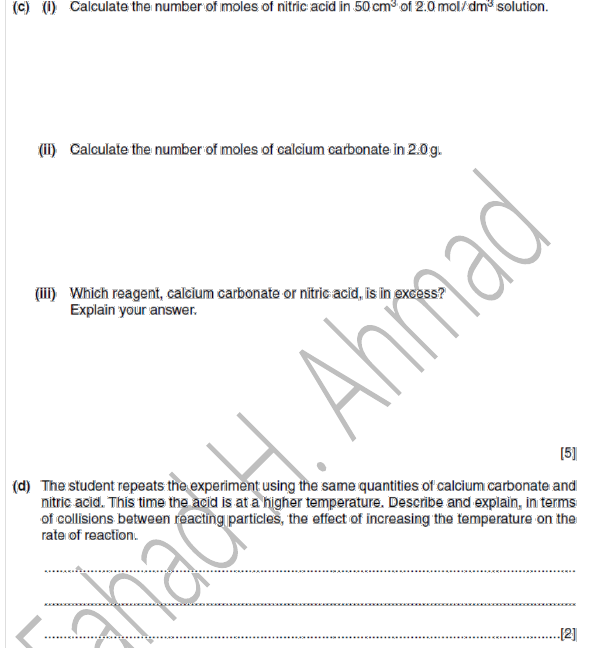 (c) (i) Calculate the number of moles of nitric acid in 50 cm³ of 2.0 mol/dm³ solution.
(ii) Calculate the number of moles of calcium carbonate in 2.0 g.
(iii) Which reagent, calcium carbonate or nitric acid, is in excess?
Explain your answer.
[5]
(d) The student repeats the experiment using the same quantities of calcium carbonate and
nitric acid. This time the acid is at a higher temperature. Describe and explain, in terms
of collisions between reacting particles, the effect of increasing the temperature on the
rate of reaction.
[2]
Fahad H. Ahmad